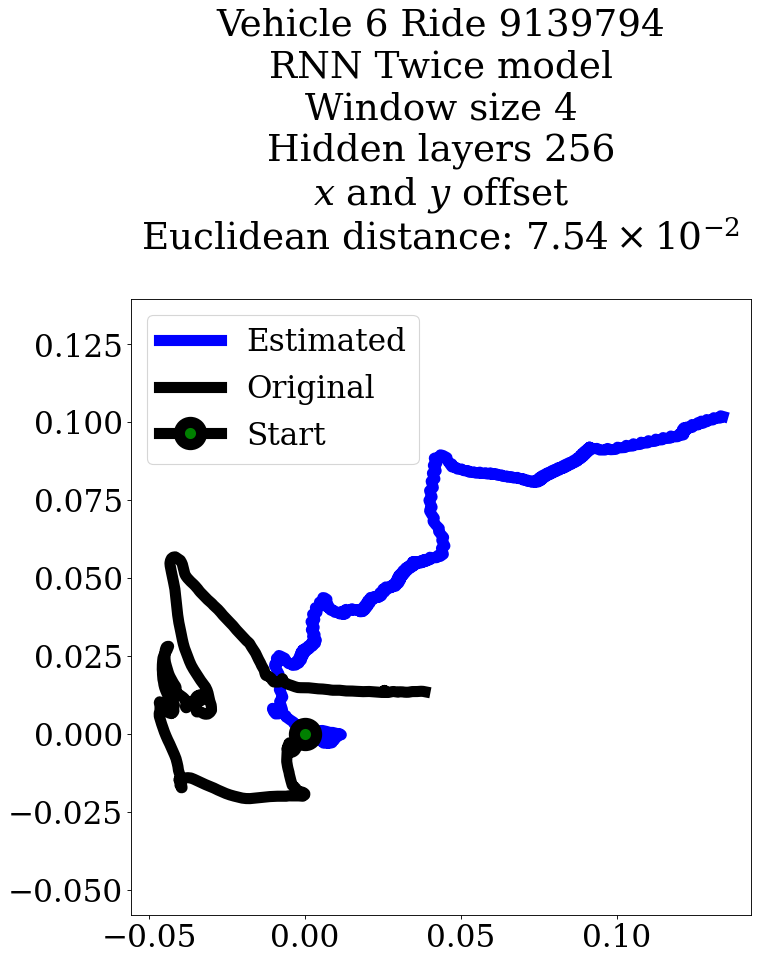 Vehicle 6 Ride 9139794
RNN Twice model
Window size 4
Hidden layers 256
x and y offset
Euclidean distance: 7.54 × 10⁻²
Estimated
Original
Start
0.125
0.100
0.075
0.050
0.025
0.000
−0.025
−0.050
−0.05 0.00 0.05 0.10